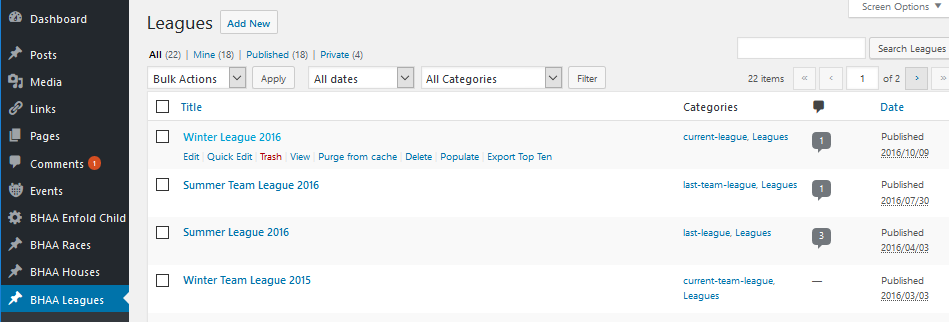 Dashboard
Posts
Media
Links
Pages
Comments 1
Events
BHAA Enfold Child
BHAA Races
BHAA Houses
BHAA Leagues
Screen Options
Leagues Add New
All (22) | Mine (18) | Published (18) | Private (4)
Search Leagues
Bulk Actions Apply All dates All Categories Filter 22 items « ‹ 1 of 2 › »
Title Categories Date
Winter League 2016 current-league, Leagues 1 Published
2016/10/09
Edit | Quick Edit | Trash | View | Purge from cache | Delete | Populate | Export Top Ten
Summer Team League 2016 last-team-league, Leagues 1 Published
2016/07/30
Summer League 2016 last-league, Leagues 3 Published
2016/04/03
Winter Team League 2015 current-team-league, — Published
Leagues 2016/03/03